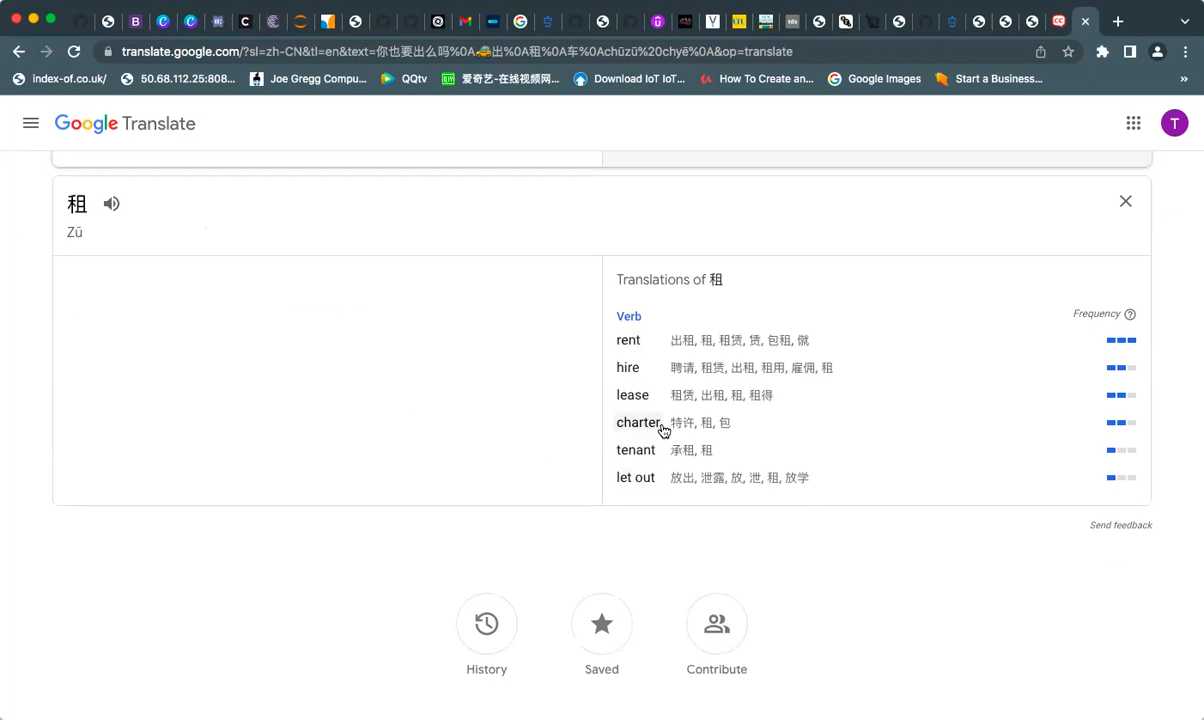 translate.google.com/?sl=zh-CN&tl=en&text=你也要出么吗%0A🚕出%0A租%0A车%0Achūzū%20chyē%0A&op=translate
index-of.co.uk/ 50.68.112.25:808... Joe Gregg Compu... QQtv 爱奇艺-在线视频网... Download IoT IoT... How To Create an... Google Images Start a Business... »
Google Translate
T
租
Zū
Translations of 租
Verb Frequency
rent 出租, 租, 租赁, 赁, 包租, 僦
hire 聘请, 租赁, 出租, 租用, 雇佣, 租
lease 租赁, 出租, 租, 租得
charter 特许, 租, 包
tenant 承租, 租
let out 放出, 泄露, 放, 泄, 租, 放学
Send feedback
History Saved Contribute